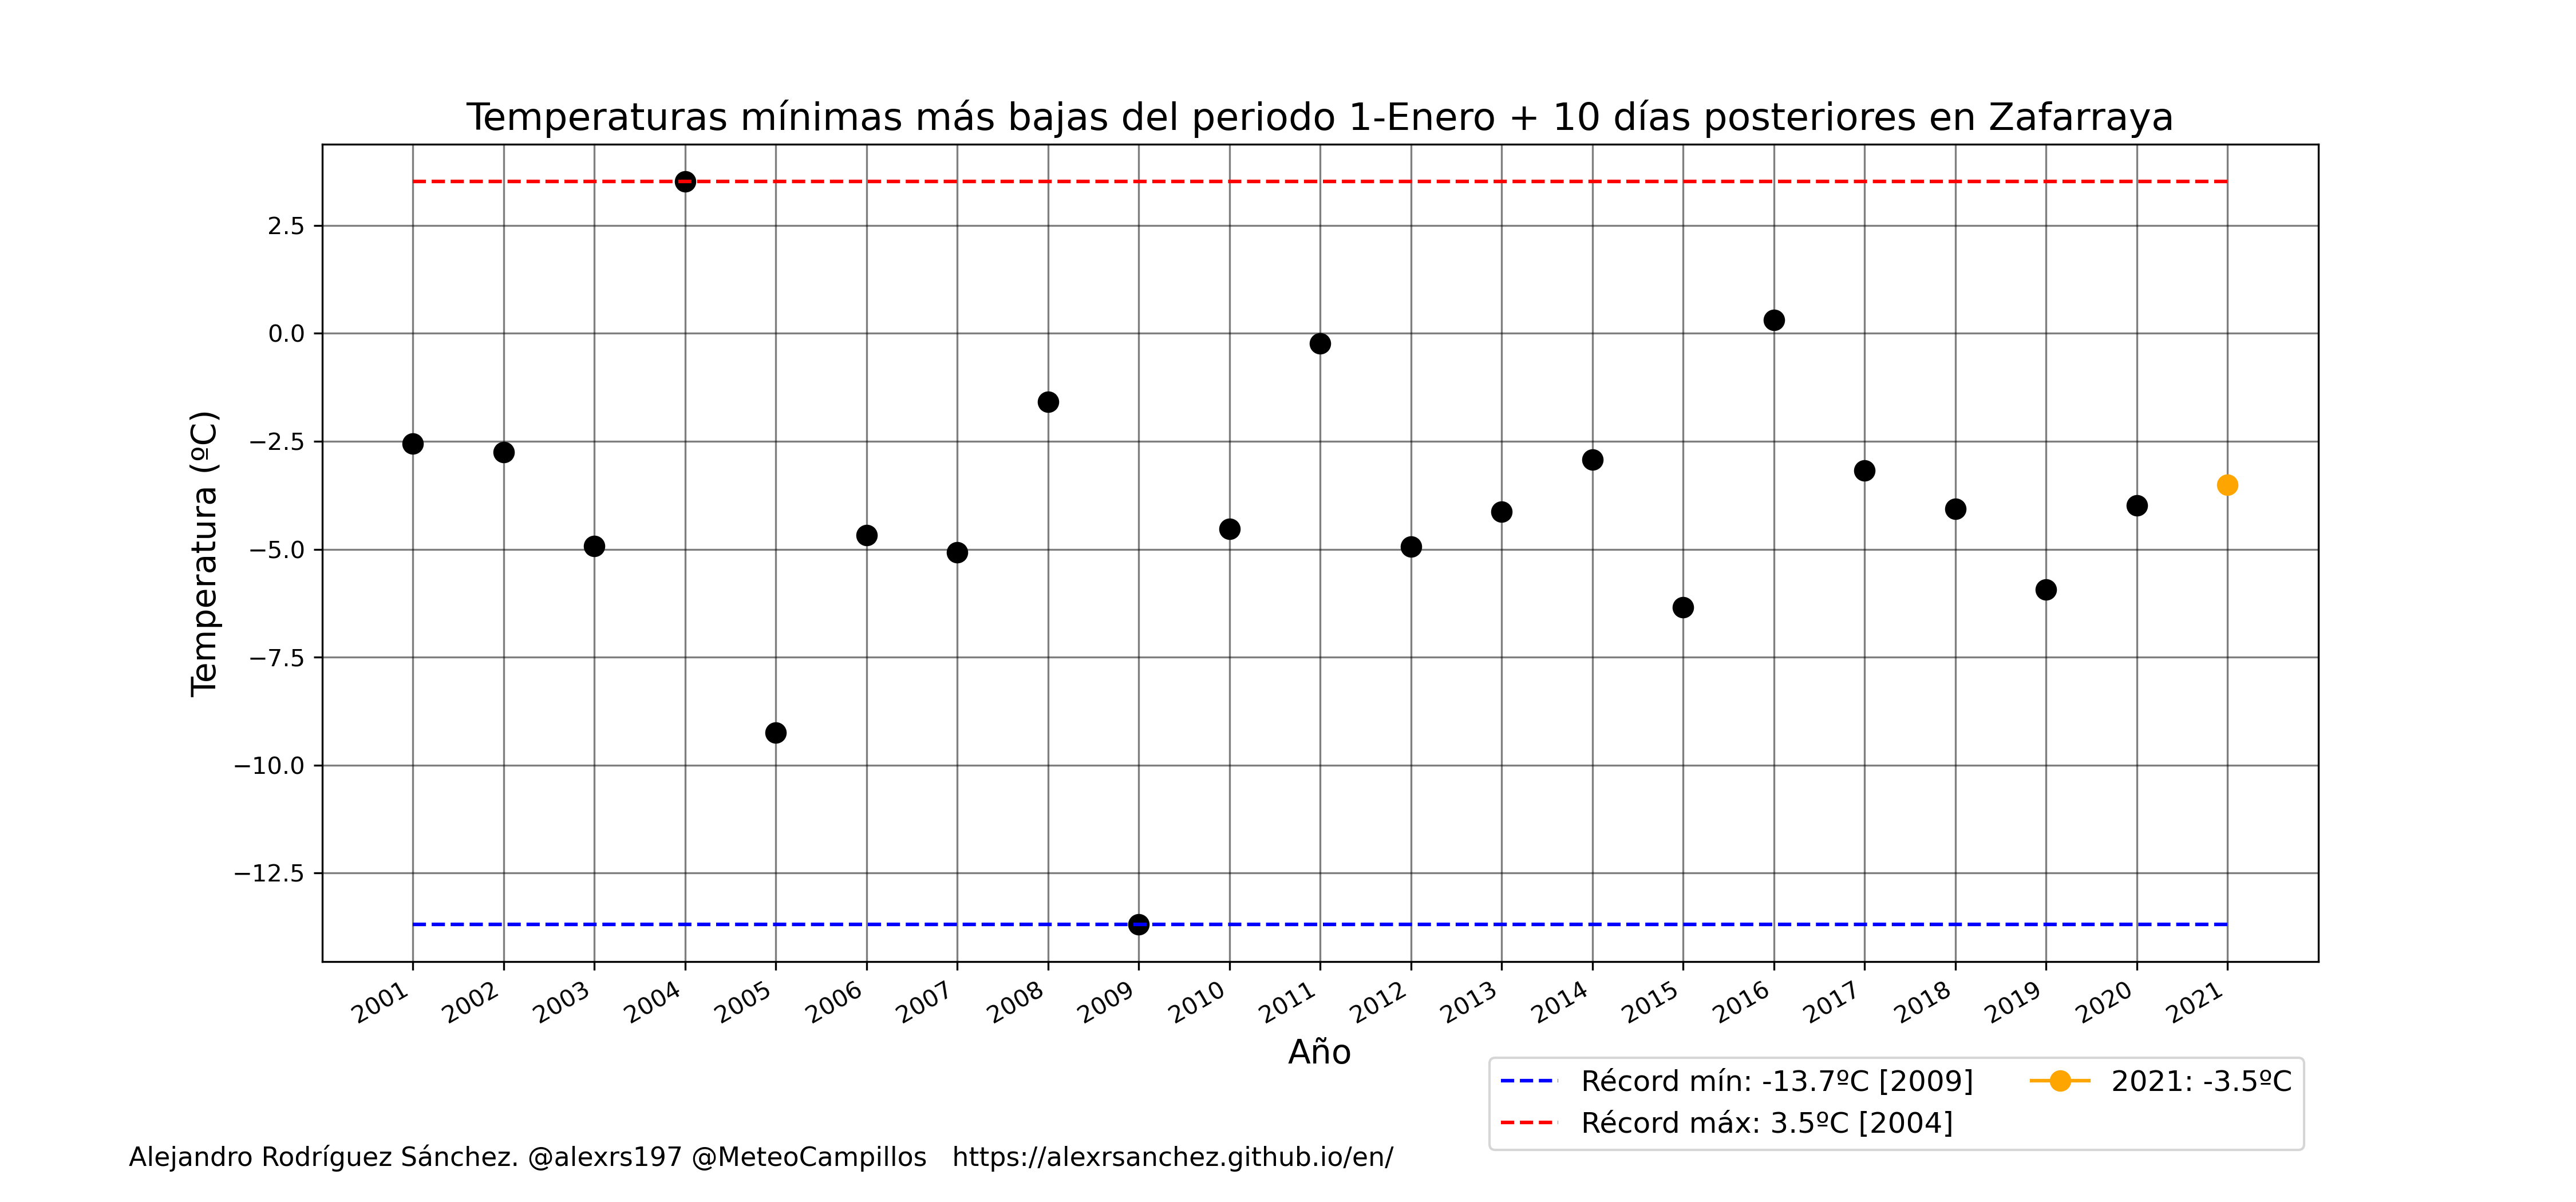 Temperaturas mínimas más bajas del periodo 1-Enero + 10 días posteriores en Zafarraya
Temperatura (ºC)
2.5
0.0
−2.5
−5.0
−7.5
−10.0
−12.5
2001 2002 2003 2004 2005 2006 2007 2008 2009 2010 2011 2012 2013 2014 2015 2016 2017 2018 2019 2020 2021
Año
Récord mín: -13.7ºC [2009]
Récord máx: 3.5ºC [2004]
2021: -3.5ºC
Alejandro Rodríguez Sánchez. @alexrs197 @MeteoCampillos https://alexrsanchez.github.io/en/